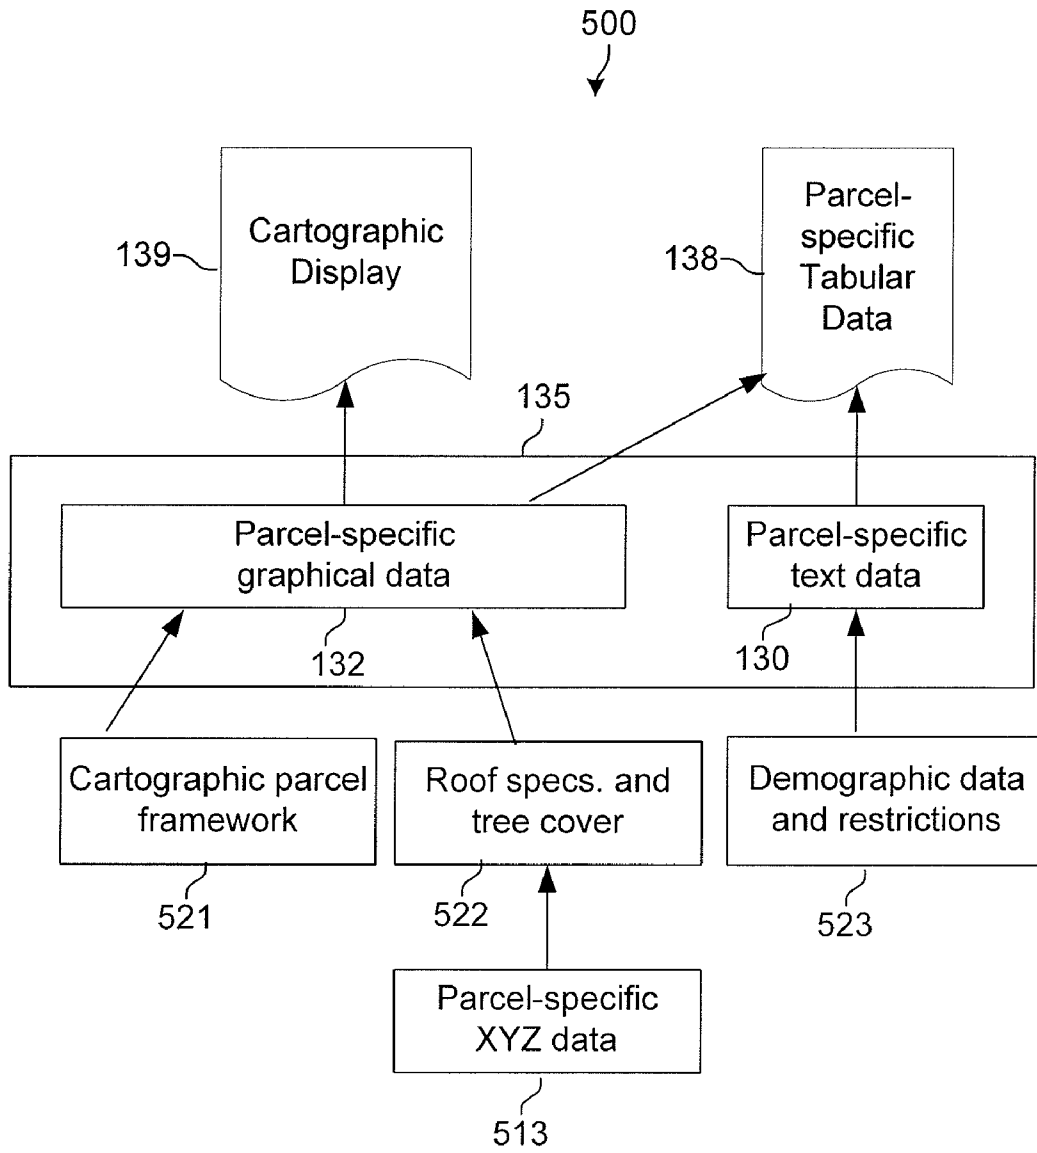 500
Cartographic
Display
139
Parcel-
specific
Tabular
Data
138
135
Parcel-specific
graphical data
132
Parcel-specific
text data
130
Cartographic parcel
framework
521
Roof specs. and
tree cover
522
Demographic data
and restrictions
523
Parcel-specific
XYZ data
513